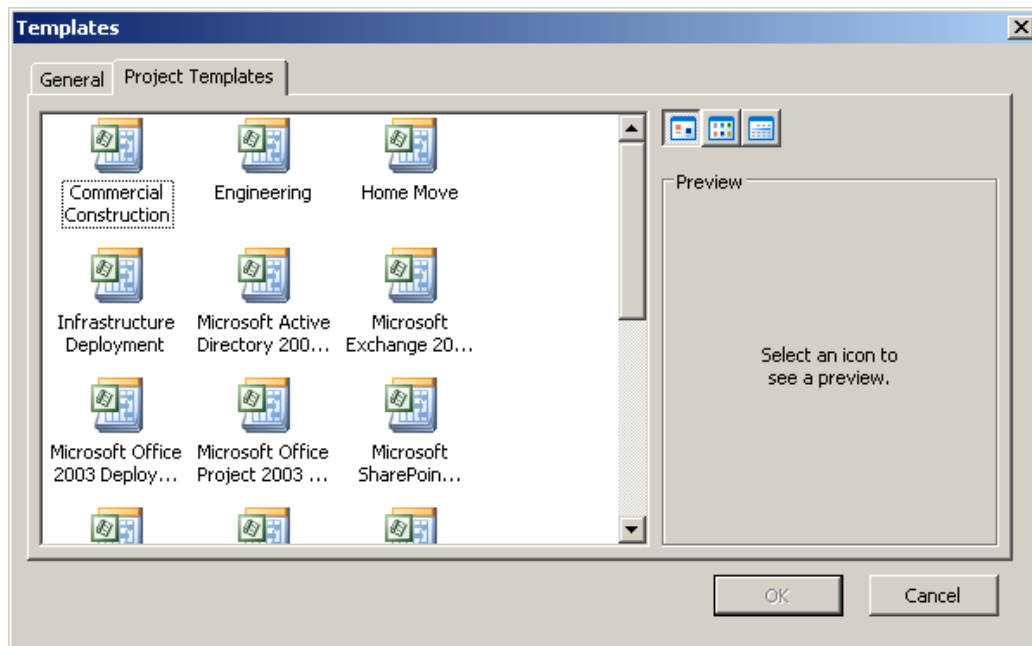 Templates
General
Project Templates
Commercial
Construction
Engineering
Home Move
Infrastructure
Deployment
Microsoft Active
Directory 200...
Microsoft
Exchange 20...
Microsoft Office
2003 Deploy...
Microsoft Office
Project 2003 ...
Microsoft
SharePoin...
Preview
Select an icon to
see a preview.
OK
Cancel